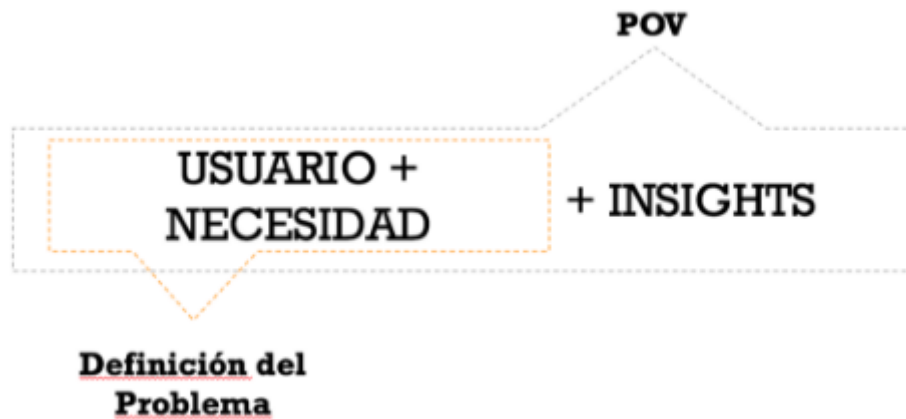 POV
USUARIO +
NECESIDAD
+ INSIGHTS
Definición del
Problema